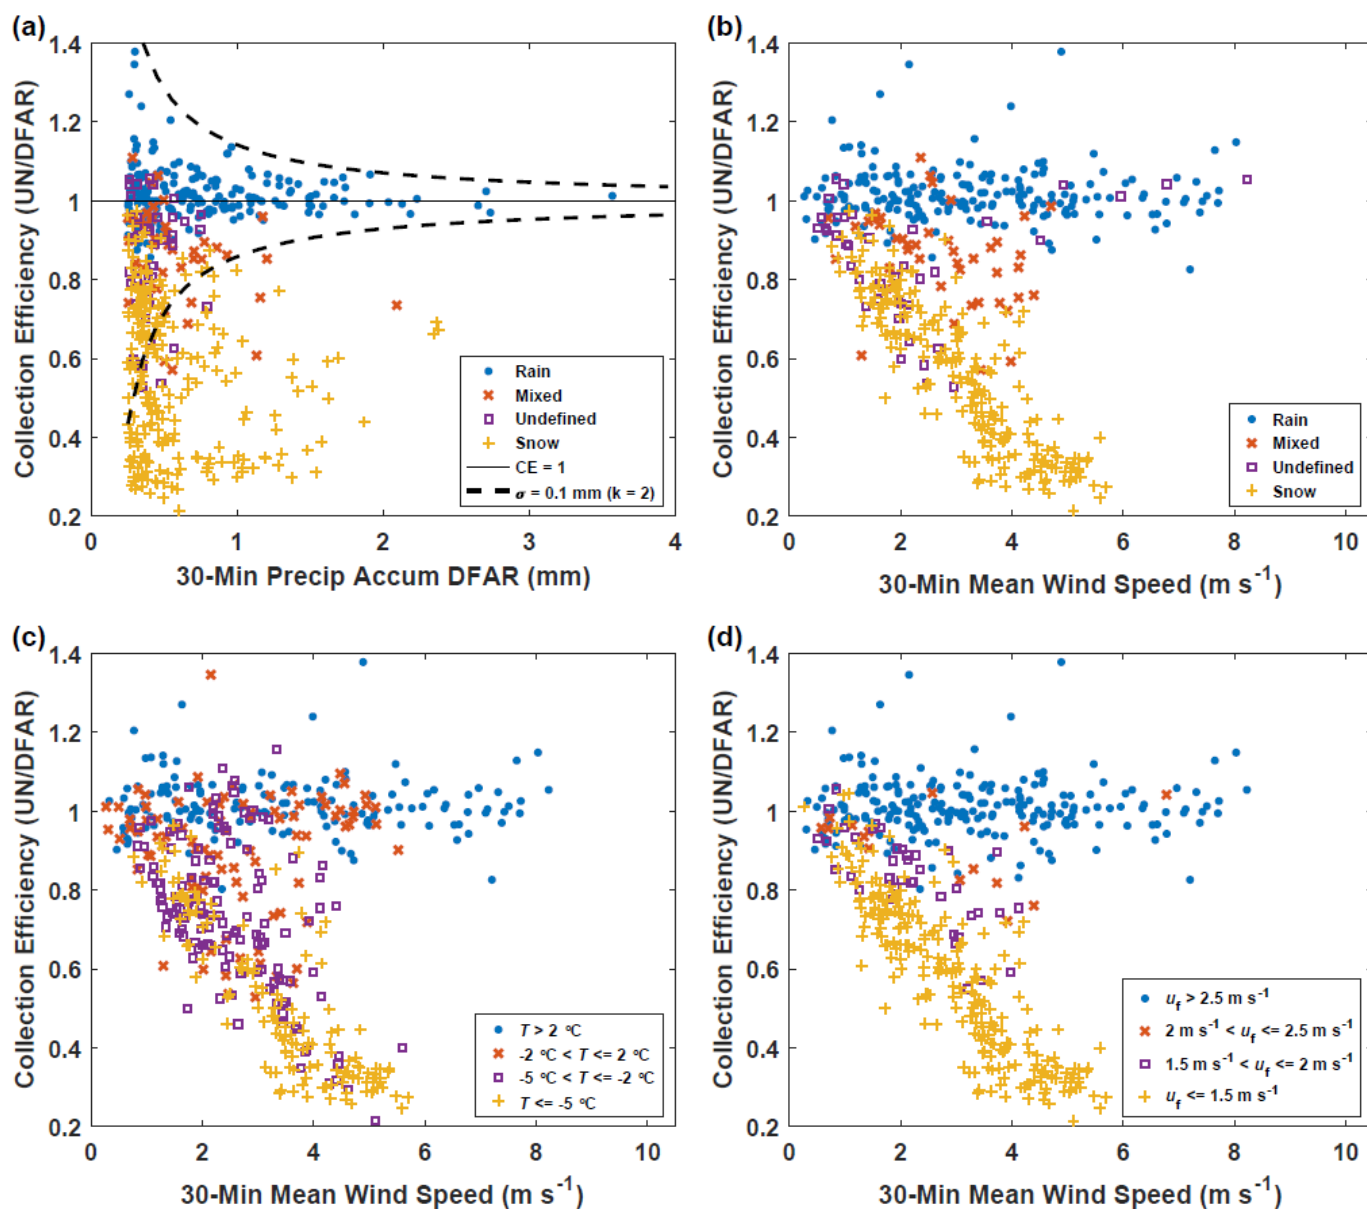 (a)
1.4
1.2
1
0.8
0.6
0.4
0.2
Collection Efficiency (UN/DFAR)
Rain
Mixed
Undefined
Snow
CE = 1
σ = 0.1 mm (k = 2)
0 1 2 3 4
30-Min Precip Accum DFAR (mm)
(b)
1.4
1.2
1
0.8
0.6
0.4
0.2
Collection Efficiency (UN/DFAR)
Rain
Mixed
Undefined
Snow
0 2 4 6 8 10
30-Min Mean Wind Speed (m s⁻¹)
(c)
1.4
1.2
1
0.8
0.6
0.4
0.2
Collection Efficiency (UN/DFAR)
T > 2 °C
-2 °C < T <= 2 °C
-5 °C < T <= -2 °C
T <= -5 °C
0 2 4 6 8 10
30-Min Mean Wind Speed (m s⁻¹)
(d)
1.4
1.2
1
0.8
0.6
0.4
0.2
Collection Efficiency (UN/DFAR)
u_f > 2.5 m s⁻¹
2 m s⁻¹ < u_f <= 2.5 m s⁻¹
1.5 m s⁻¹ < u_f <= 2 m s⁻¹
u_f <= 1.5 m s⁻¹
0 2 4 6 8 10
30-Min Mean Wind Speed (m s⁻¹)